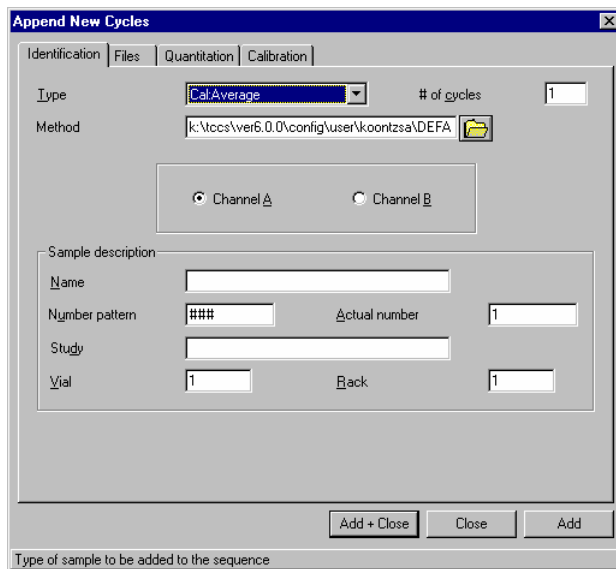 Append New Cycles
Identification Files Quantitation Calibration
Type Cal:Average # of cycles 1
Method k:\tccs\ver6.0.0\config\user\koontzsa\DEFA
Channel A Channel B
Sample description
Name
Number pattern ### Actual number 1
Study
Vial 1 Rack 1
Add + Close Close Add
Type of sample to be added to the sequence